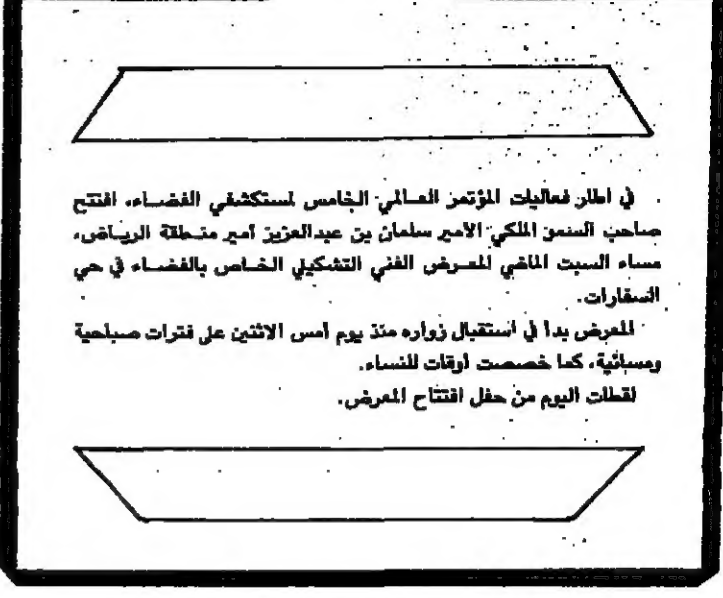 في اطار فعاليات المؤتمر العالمي الخامس لمستكشفي الفضاء، افتتح
صاحب السمو الملكي الامير سلمان بن عبدالعزيز أمير منطقة الرياض،
مساء السبت الماضي المعرض الفني التشكيلي الخاص بالفضاء في حي
السفارات.
المعرض بدأ في استقبال زواره منذ يوم أمس الاثنين على فترات صباحية
ومسائية، كما خصصت أوقات للنساء.
لقطات اليوم من حفل افتتاح المعرض.